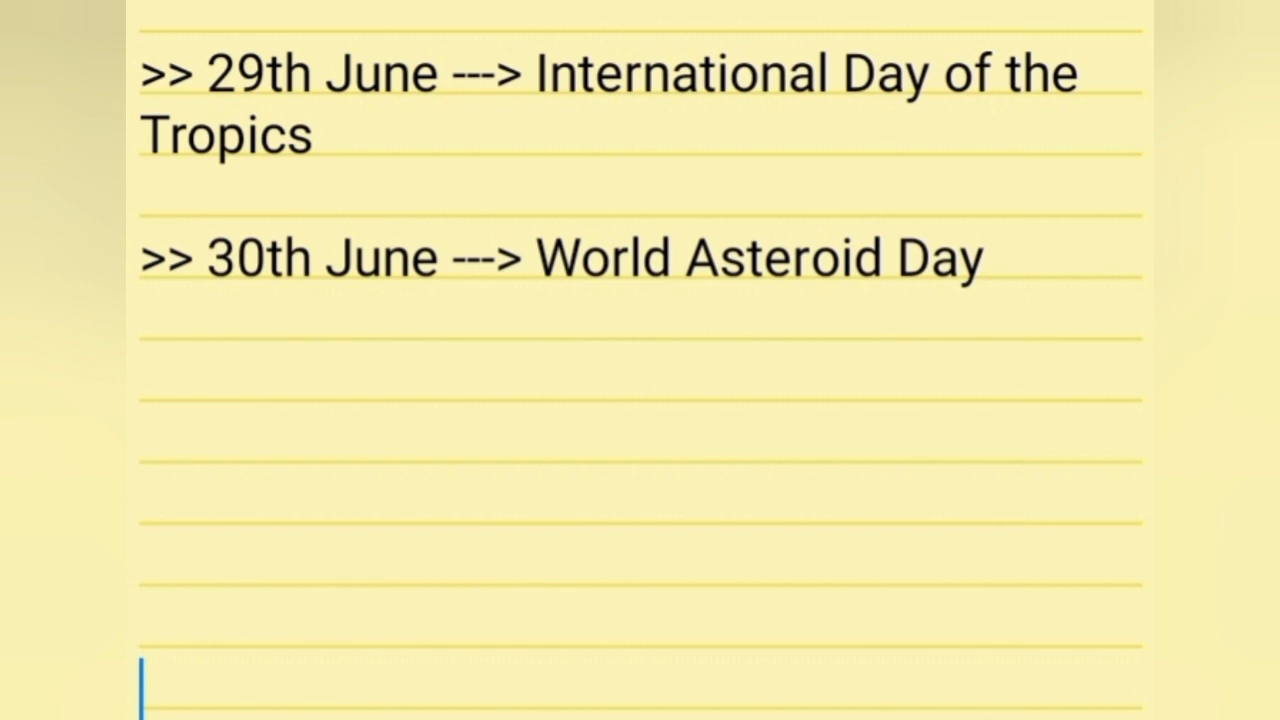 >> 29th June ---> International Day of the
Tropics
>> 30th June ---> World Asteroid Day